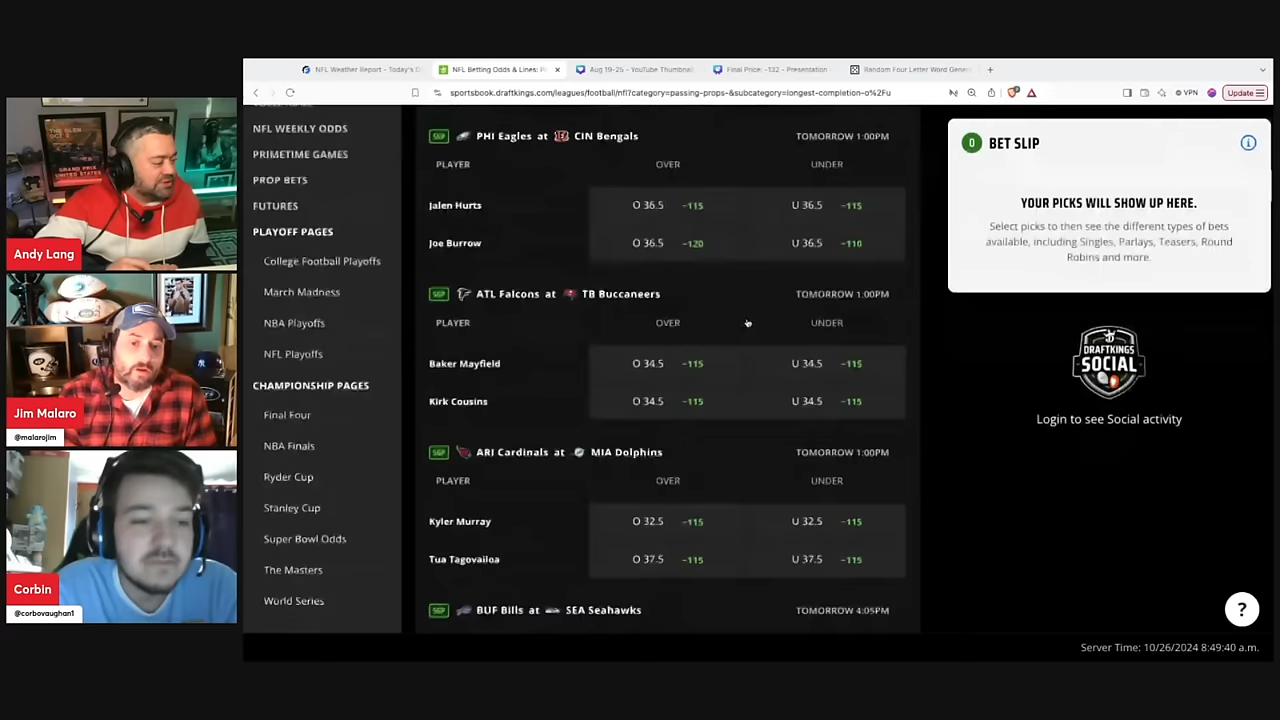 NFL Weather Report - Today's D
NFL Betting Odds & Lines: P
Aug 19-25 - YouTube Thumbnail
Final Price: -132 - Presentation
Random Four Letter Word Gener
sportsbook.draftkings.com/leagues/football/nfl?category=passing-props-&subcategory=longest-completion-o%2Fu
VPN
Update
THE GLEN
GRAND PRIX
UNITED STATES
Andy Lang
Jim Malaro
@malarojim
Corbin
@corbovaughan1
NFL WEEKLY ODDS
PRIMETIME GAMES
PROP BETS
FUTURES
PLAYOFF PAGES
College Football Playoffs
March Madness
NBA Playoffs
NFL Playoffs
CHAMPIONSHIP PAGES
Final Four
NBA Finals
Ryder Cup
Stanley Cup
Super Bowl Odds
The Masters
World Series
SGP PHI Eagles at CIN Bengals TOMORROW 1:00PM
PLAYER OVER UNDER
Jalen Hurts O 36.5 -115 U 36.5 -115
Joe Burrow O 36.5 -120 U 36.5 -110
SGP ATL Falcons at TB Buccaneers TOMORROW 1:00PM
PLAYER OVER UNDER
Baker Mayfield O 34.5 -115 U 34.5 -115
Kirk Cousins O 34.5 -115 U 34.5 -115
SGP ARI Cardinals at MIA Dolphins TOMORROW 1:00PM
PLAYER OVER UNDER
Kyler Murray O 32.5 -115 U 32.5 -115
Tua Tagovailoa O 37.5 -115 U 37.5 -115
SGP BUF Bills at SEA Seahawks TOMORROW 4:05PM
0 BET SLIP
YOUR PICKS WILL SHOW UP HERE.
Select picks to then see the different types of bets
available, including Singles, Parlays, Teasers, Round
Robins and more.
DRAFTKINGS
SOCIAL
Login to see Social activity
?
Server Time: 10/26/2024 8:49:40 a.m.